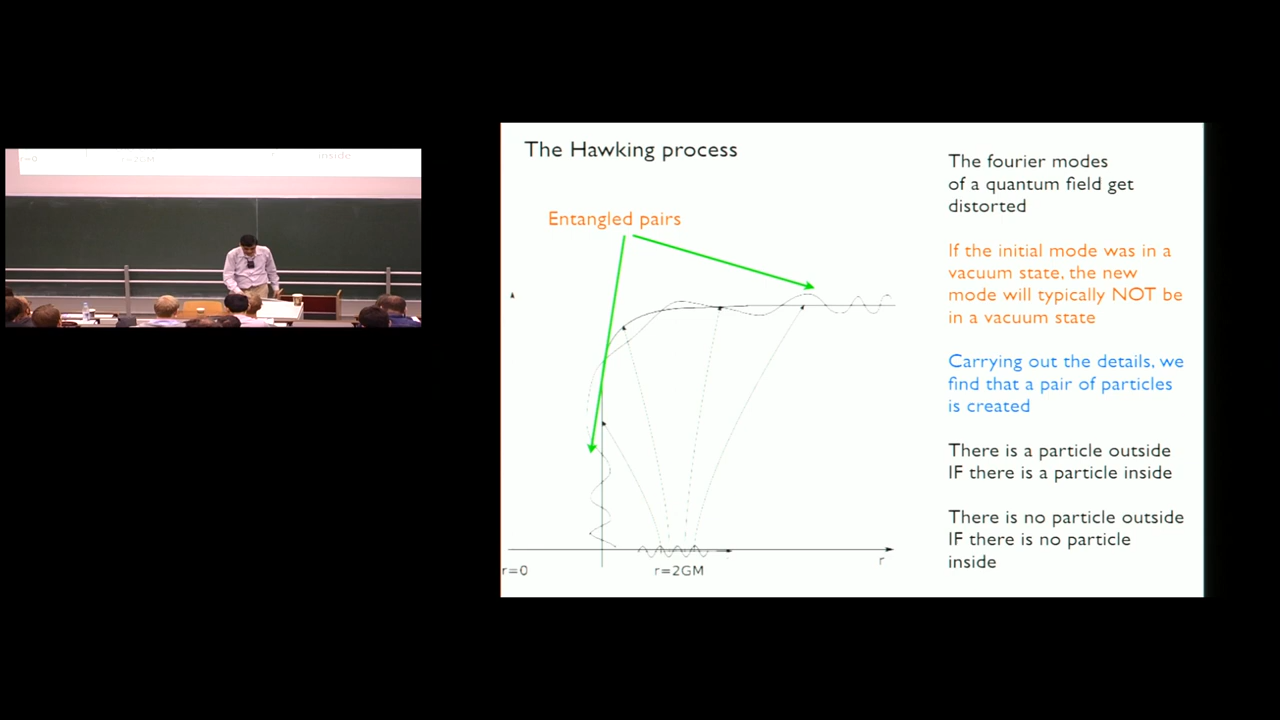 The Hawking process
Entangled pairs
r=0
r=2GM
r
The fourier modes
of a quantum field get
distorted
If the initial mode was in a
vacuum state, the new
mode will typically NOT be
in a vacuum state
Carrying out the details, we
find that a pair of particles
is created
There is a particle outside
IF there is a particle inside
There is no particle outside
IF there is no particle
inside
r=0
r=2GM
inside